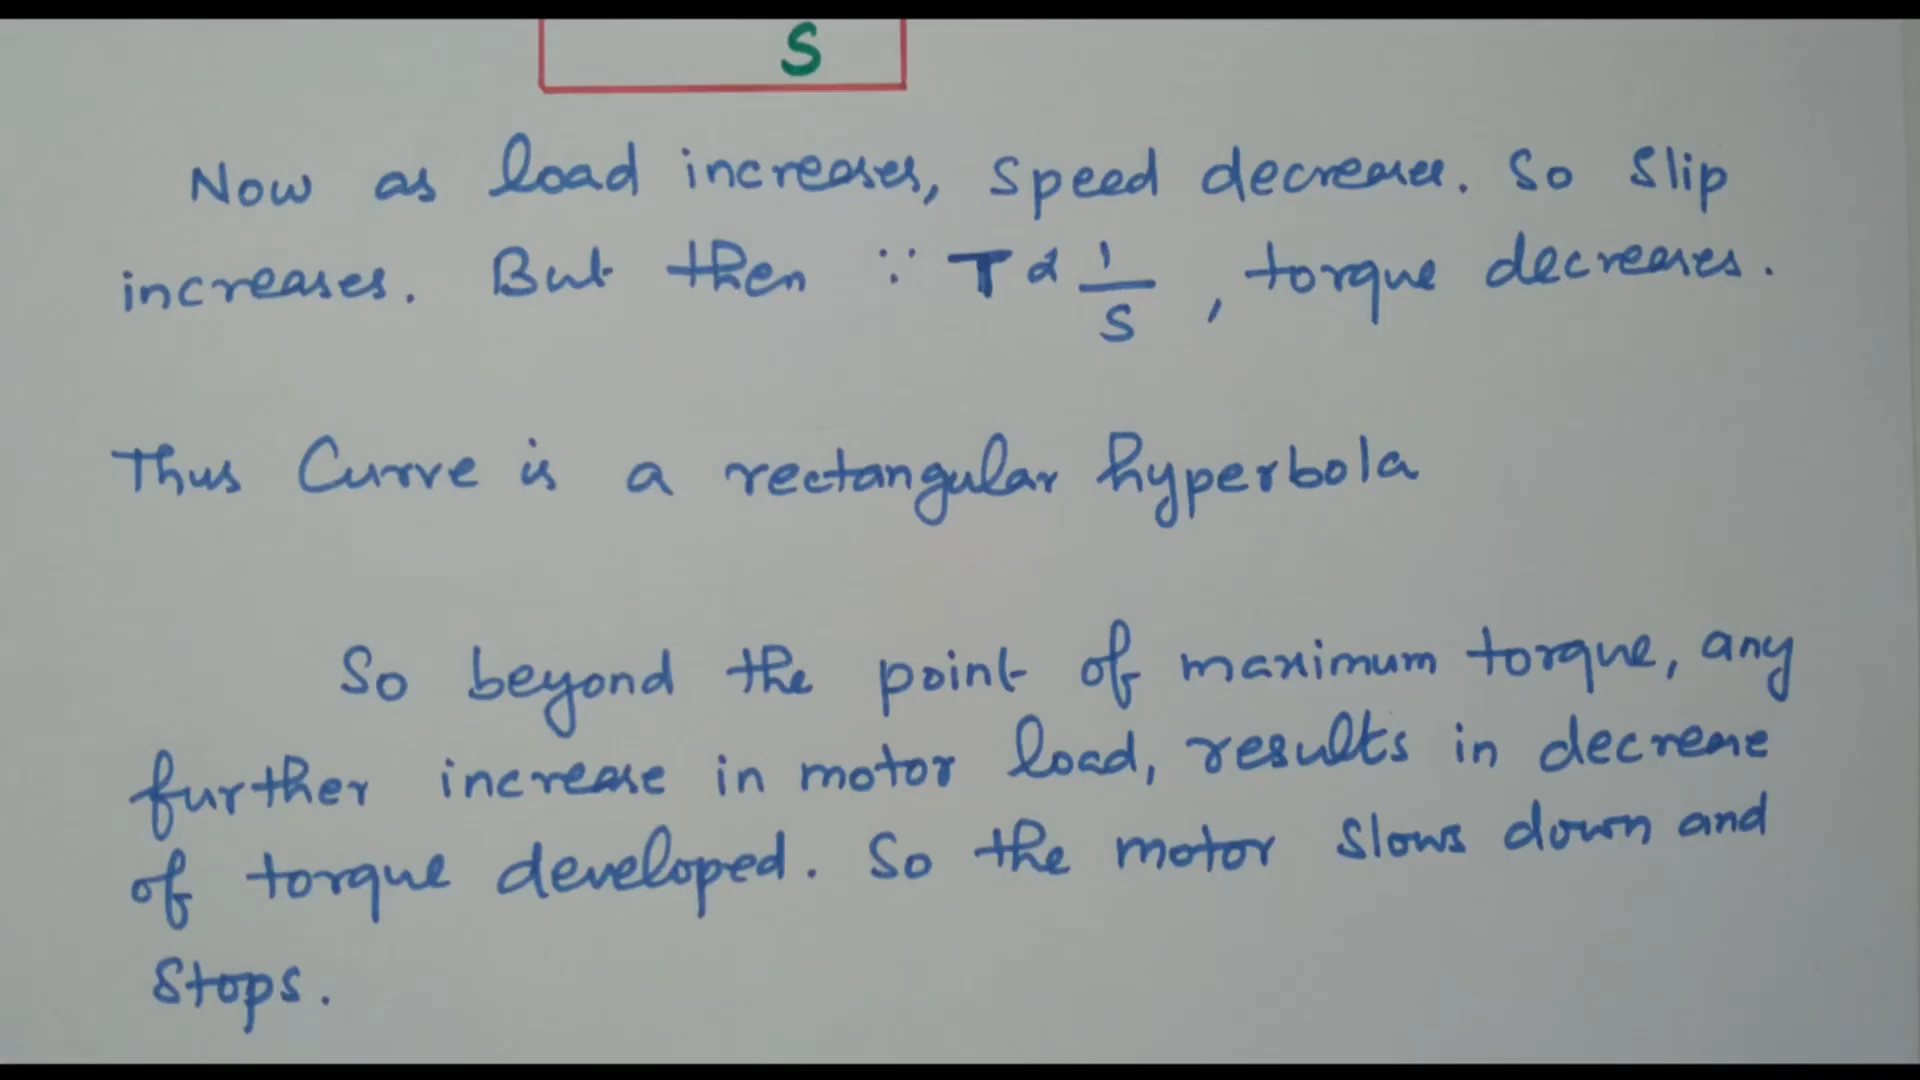 S
Now as load increases, speed decreases. So slip
increases. But then ∵ T α 1/S , torque decreases.
Thus Curve is a rectangular hyperbola
So beyond the point of maximum torque, any
further increase in motor load, results in decrease
of torque developed. So the motor slows down and
stops.